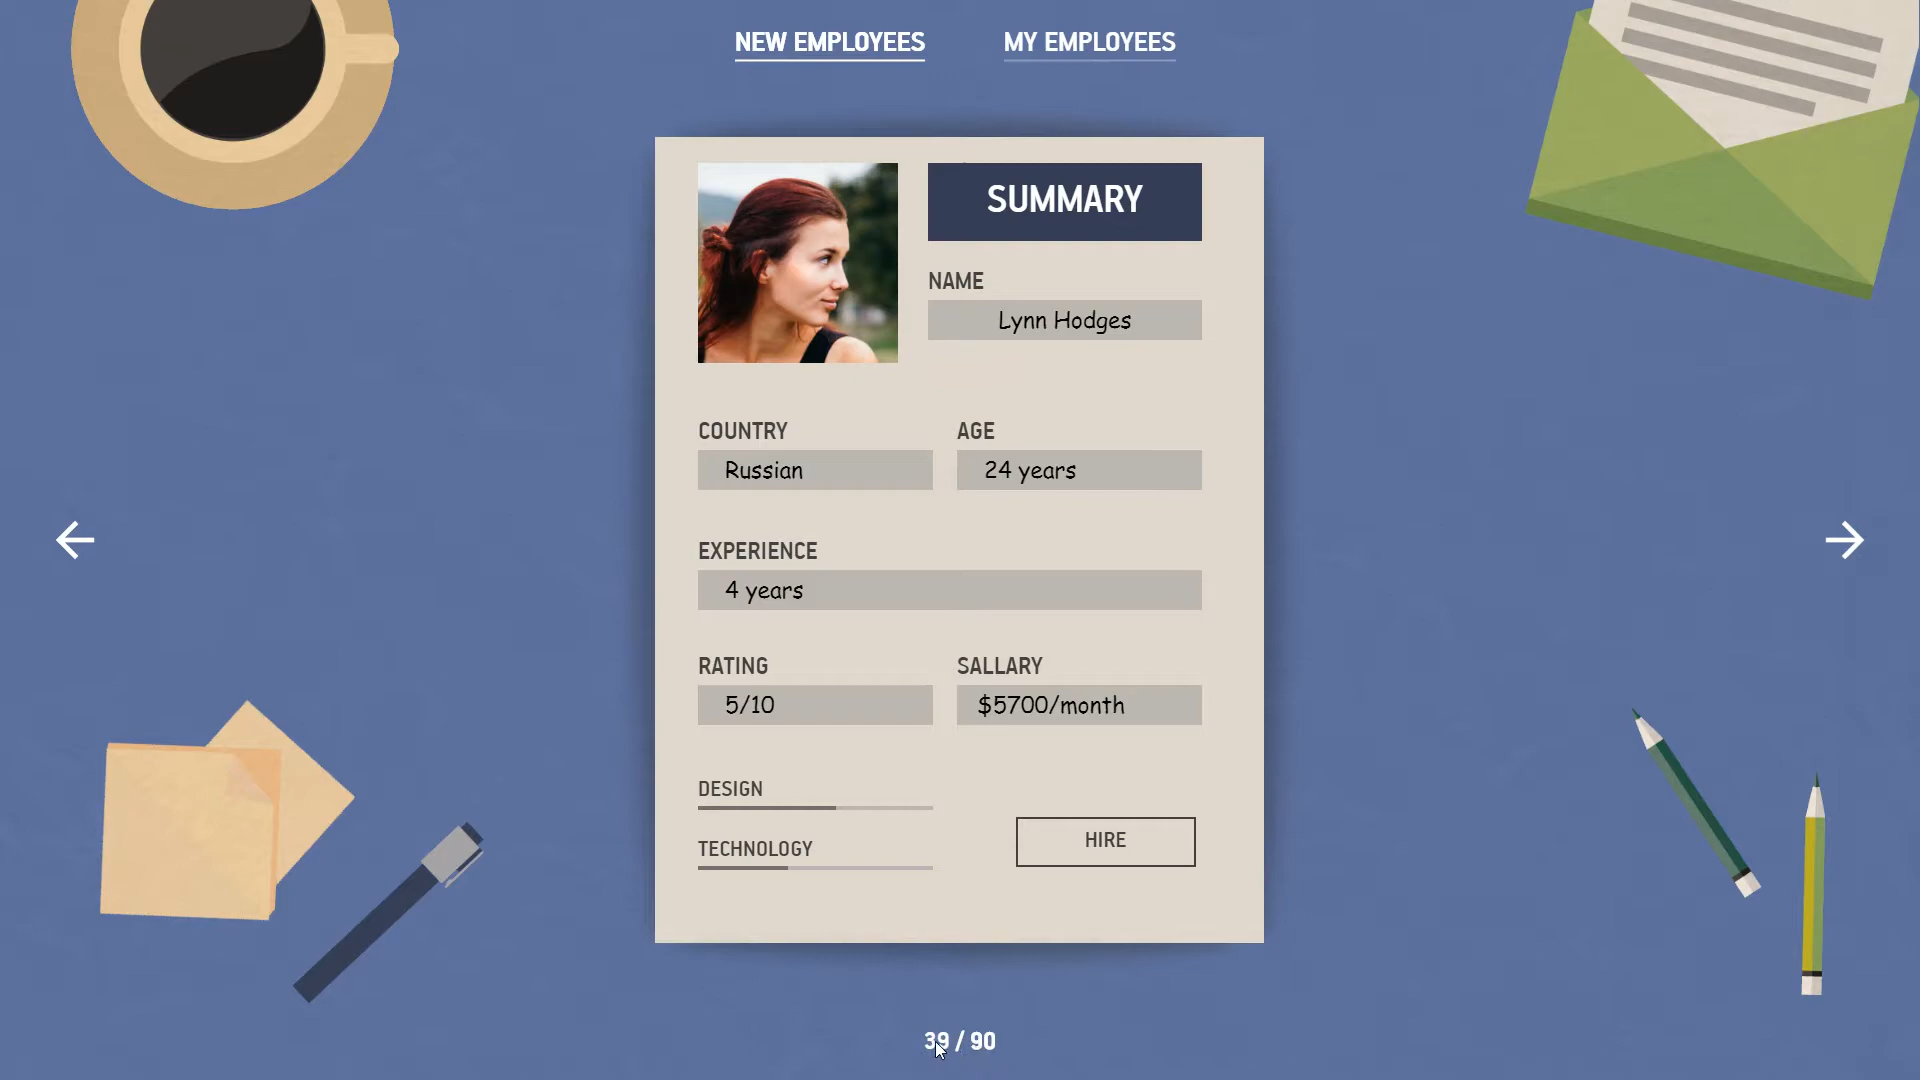 NEW EMPLOYEES
MY EMPLOYEES
SUMMARY
NAME
Lynn Hodges
COUNTRY
AGE
Russian
24 years
EXPERIENCE
4 years
RATING
SALLARY
5/10
$5700/month
DESIGN
TECHNOLOGY
HIRE
39 / 90